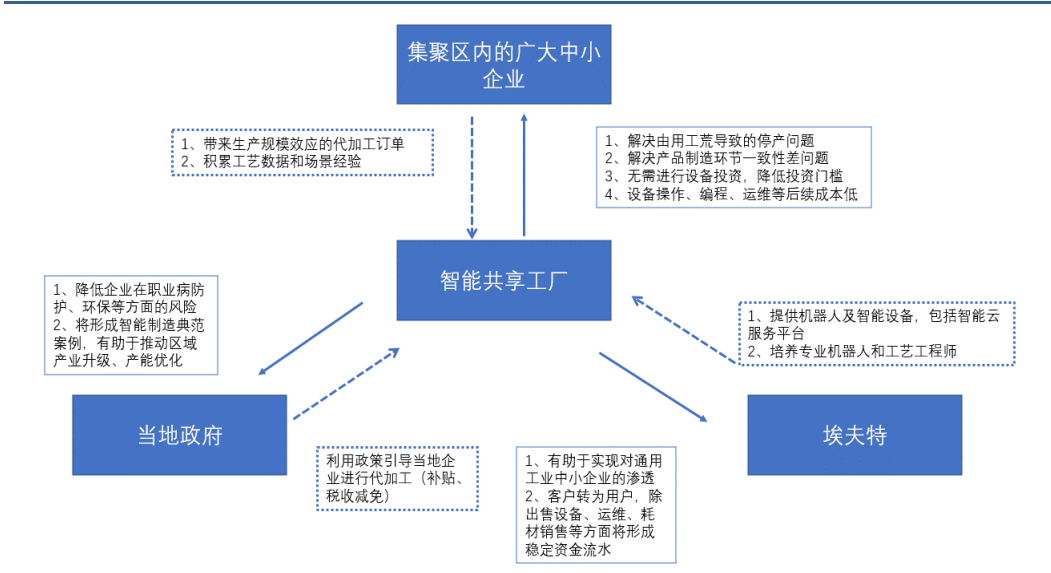 集聚区内的广大中小
企业
1、带来生产规模效应的代加工订单
2、积累工艺数据和场景经验
1、解决由用工荒导致的停产问题
2、解决产品制造环节一致性差问题
3、无需进行设备投资，降低投资门槛
4、设备操作、编程、运维等后续成本低
智能共享工厂
1、降低企业在职业病防
护、环保等方面的风险
2、将形成智能制造典范
案例，有助于推动区域
产业升级、产能优化
1、提供机器人及智能设备，包括智能云
服务平台
2、培养专业机器人和工艺工程师
当地政府
埃夫特
利用政策引导当地企
业进行代加工（补贴、
税收减免）
1、有助于实现对通用
工业中小企业的渗透
2、客户转为用户，除
出售设备、运维、耗
材销售等方面将形成
稳定资金流水